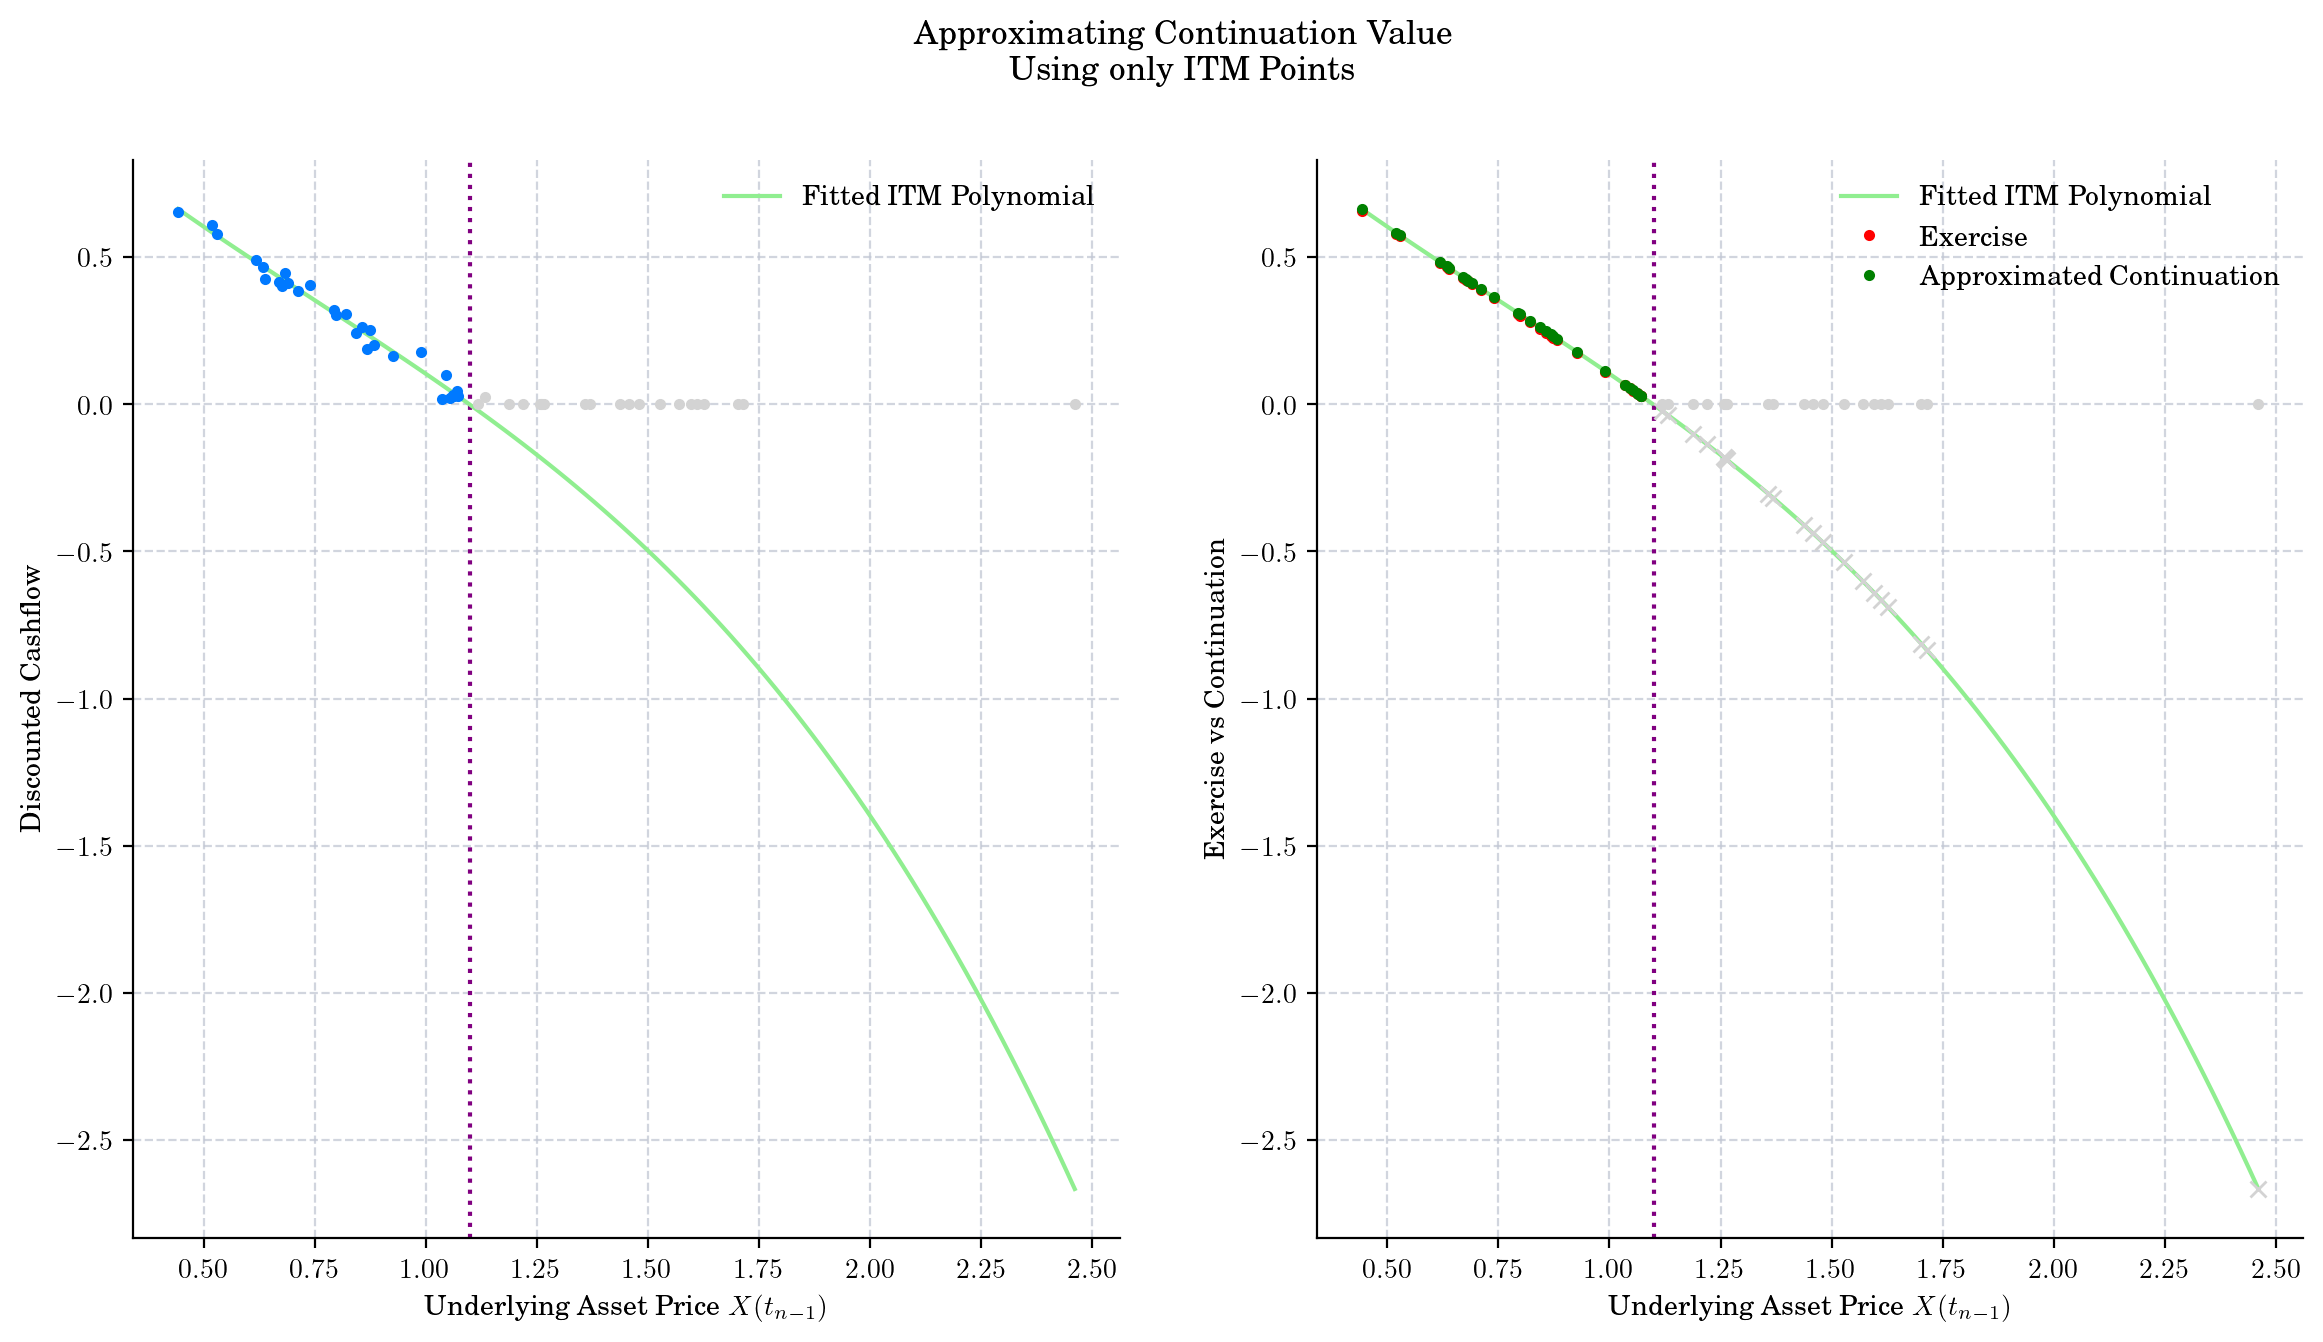 Approximating Continuation Value
Using only ITM Points
Fitted ITM Polynomial
0.5
0.0
−0.5
−1.0
−1.5
−2.0
−2.5
Discounted Cashflow
0.50 0.75 1.00 1.25 1.50 1.75 2.00 2.25 2.50
Underlying Asset Price X(tₙ₋₁)
Fitted ITM Polynomial
Exercise
Approximated Continuation
0.5
0.0
−0.5
−1.0
−1.5
−2.0
−2.5
Exercise vs Continuation
0.50 0.75 1.00 1.25 1.50 1.75 2.00 2.25 2.50
Underlying Asset Price X(tₙ₋₁)